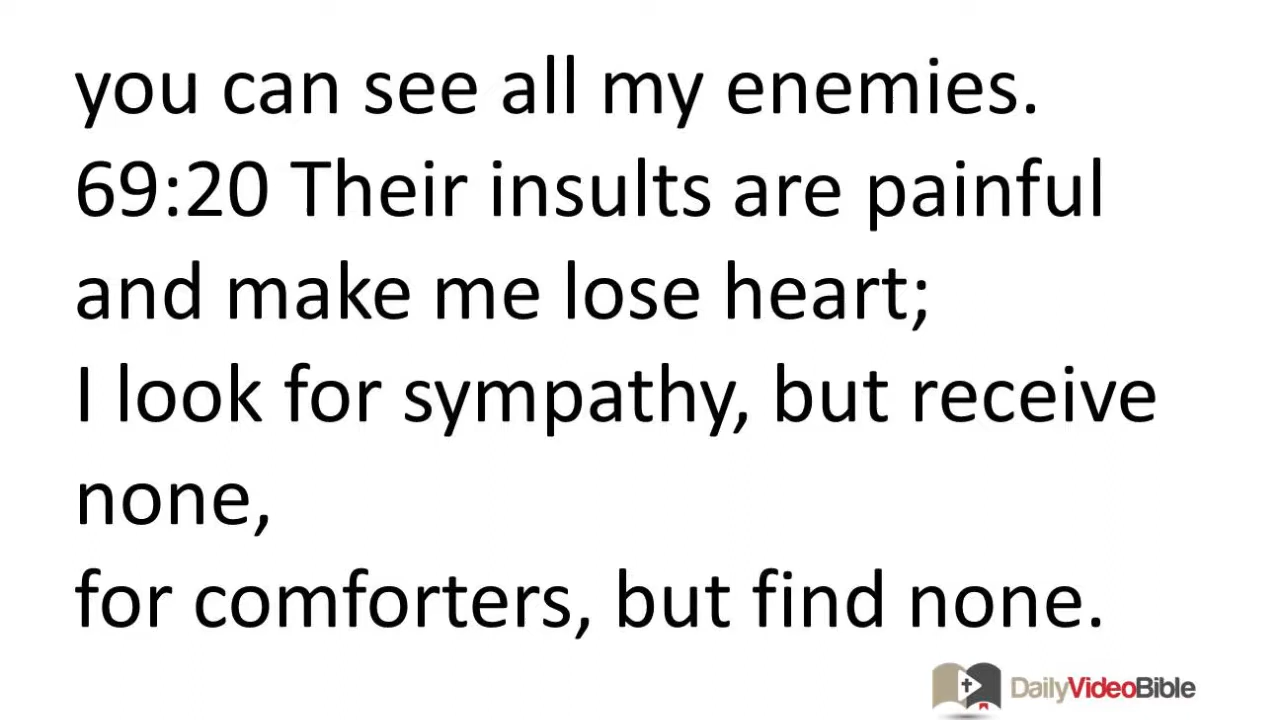 you can see all my enemies.
69:20 Their insults are painful
and make me lose heart;
I look for sympathy, but receive
none,
for comforters, but find none.
DailyVideoBible